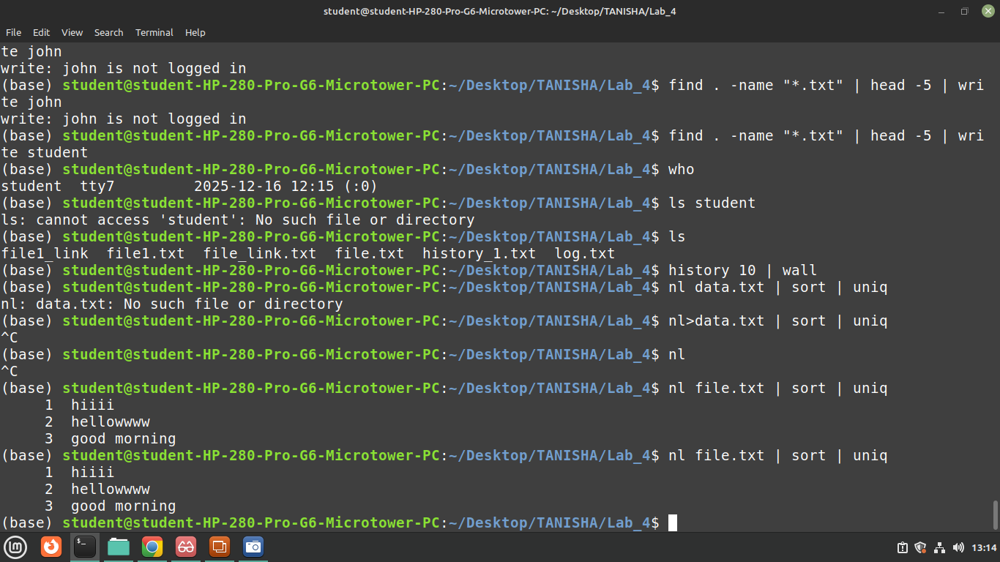 student@student-HP-280-Pro-G6-Microtower-PC: ~/Desktop/TANISHA/Lab_4
File Edit View Search Terminal Help
te john
write: john is not logged in
(base) student@student-HP-280-Pro-G6-Microtower-PC:~/Desktop/TANISHA/Lab_4$ find . -name "*.txt" | head -5 | wri
te john
write: john is not logged in
(base) student@student-HP-280-Pro-G6-Microtower-PC:~/Desktop/TANISHA/Lab_4$ find . -name "*.txt" | head -5 | wri
te student
(base) student@student-HP-280-Pro-G6-Microtower-PC:~/Desktop/TANISHA/Lab_4$ who
student  tty7         2025-12-16 12:15 (:0)
(base) student@student-HP-280-Pro-G6-Microtower-PC:~/Desktop/TANISHA/Lab_4$ ls student
ls: cannot access 'student': No such file or directory
(base) student@student-HP-280-Pro-G6-Microtower-PC:~/Desktop/TANISHA/Lab_4$ ls
file1_link  file1.txt  file_link.txt  file.txt  history_1.txt  log.txt
(base) student@student-HP-280-Pro-G6-Microtower-PC:~/Desktop/TANISHA/Lab_4$ history 10 | wall
(base) student@student-HP-280-Pro-G6-Microtower-PC:~/Desktop/TANISHA/Lab_4$ nl data.txt | sort | uniq
nl: data.txt: No such file or directory
(base) student@student-HP-280-Pro-G6-Microtower-PC:~/Desktop/TANISHA/Lab_4$ nl>data.txt | sort | uniq
^C
(base) student@student-HP-280-Pro-G6-Microtower-PC:~/Desktop/TANISHA/Lab_4$ nl
^C
(base) student@student-HP-280-Pro-G6-Microtower-PC:~/Desktop/TANISHA/Lab_4$ nl file.txt | sort | uniq
     1  hiiii
     2  hellowwww
     3  good morning
(base) student@student-HP-280-Pro-G6-Microtower-PC:~/Desktop/TANISHA/Lab_4$ nl file.txt | sort | uniq
     1  hiiii
     2  hellowwww
     3  good morning
(base) student@student-HP-280-Pro-G6-Microtower-PC:~/Desktop/TANISHA/Lab_4$
13:14